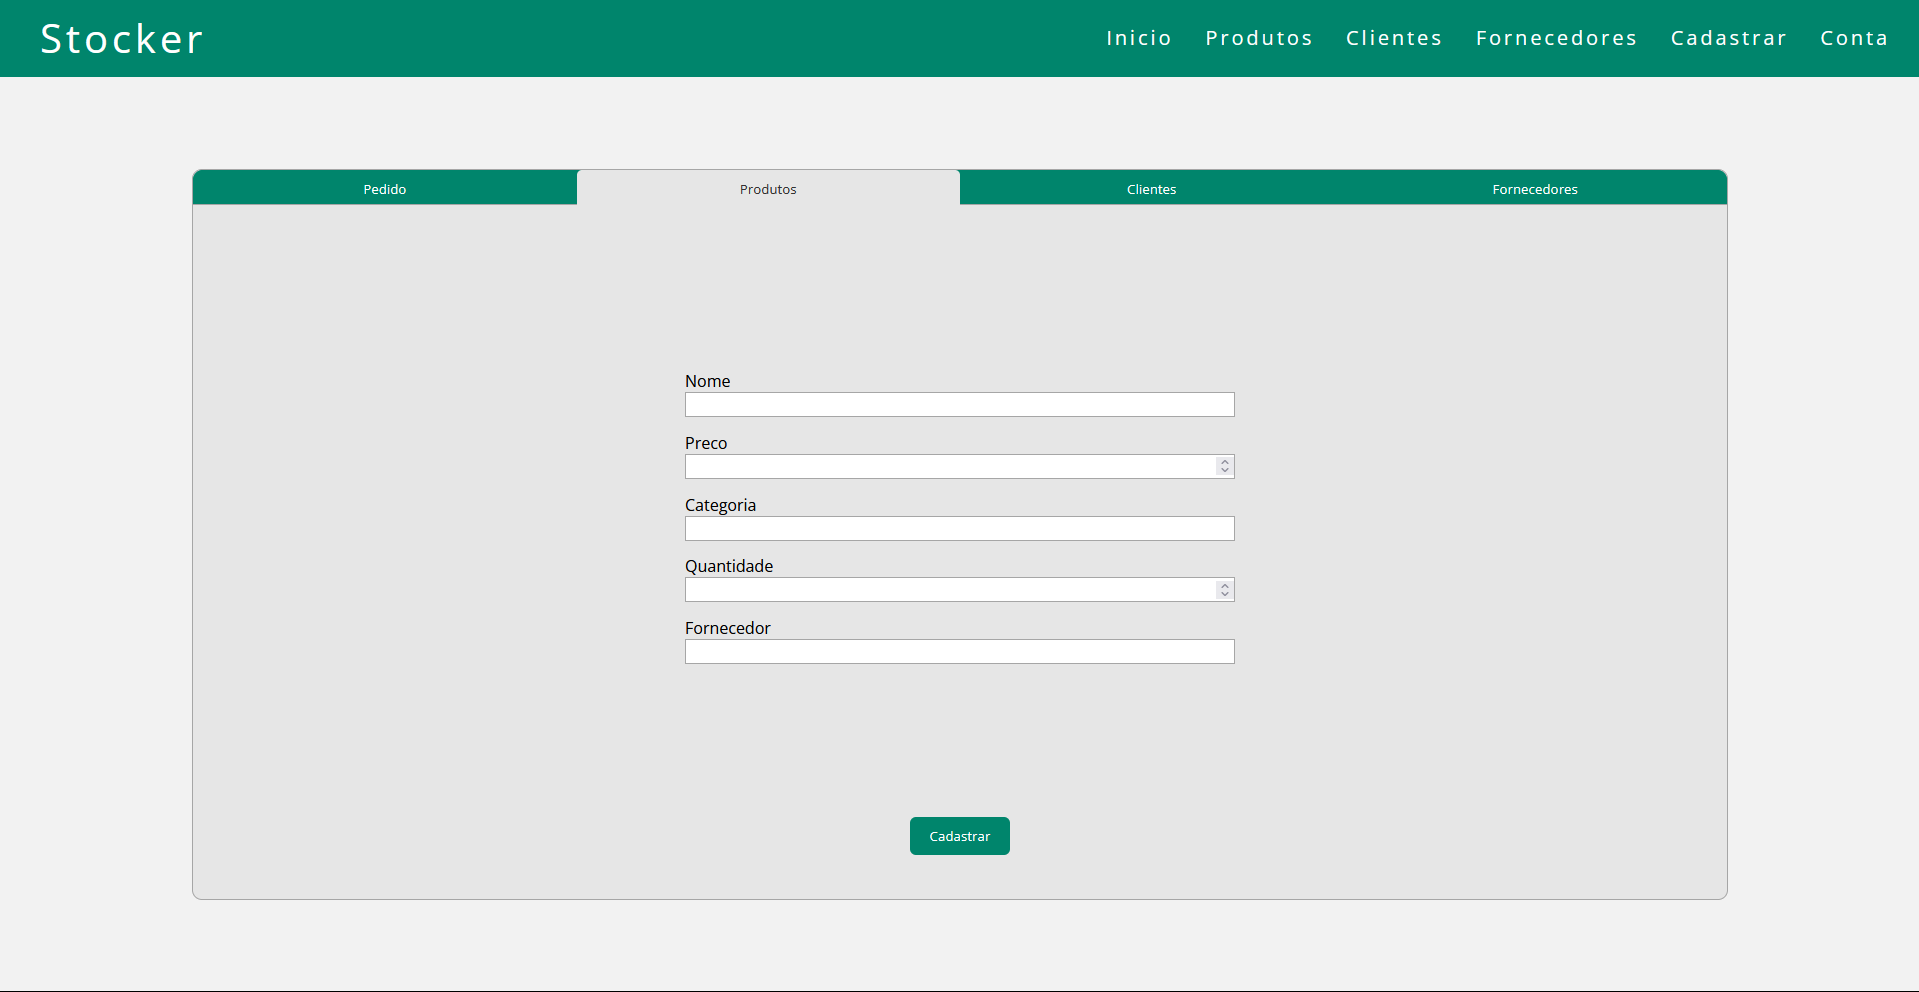 Stocker
Inicio Produtos Clientes Fornecedores Cadastrar Conta
Pedido Produtos Clientes Fornecedores
Nome
Preco
Categoria
Quantidade
Fornecedor
Cadastrar